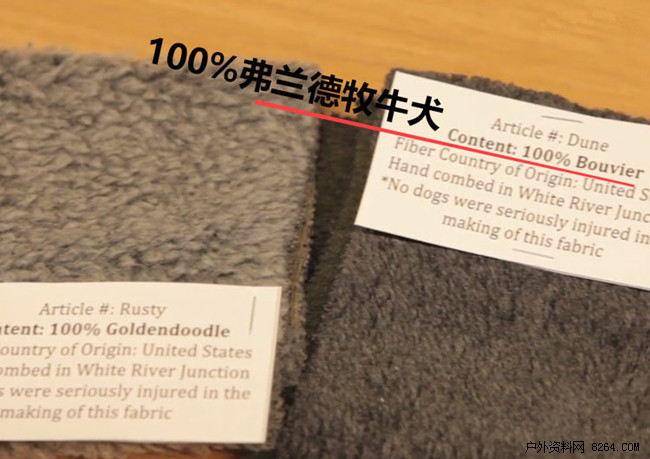 100%弗兰德牧牛犬
Article #: Dune
Content: 100% Bouvier
Fiber Country of Origin: United S
Hand combed in White River Junc
*No dogs were seriously injured in
making of this fabric
Article #: Rusty
ntent: 100% Goldendoodle
ountry of Origin: United States
ombed in White River Junction
s were seriously injured in the
making of this fabric
户外资料网 8264.com